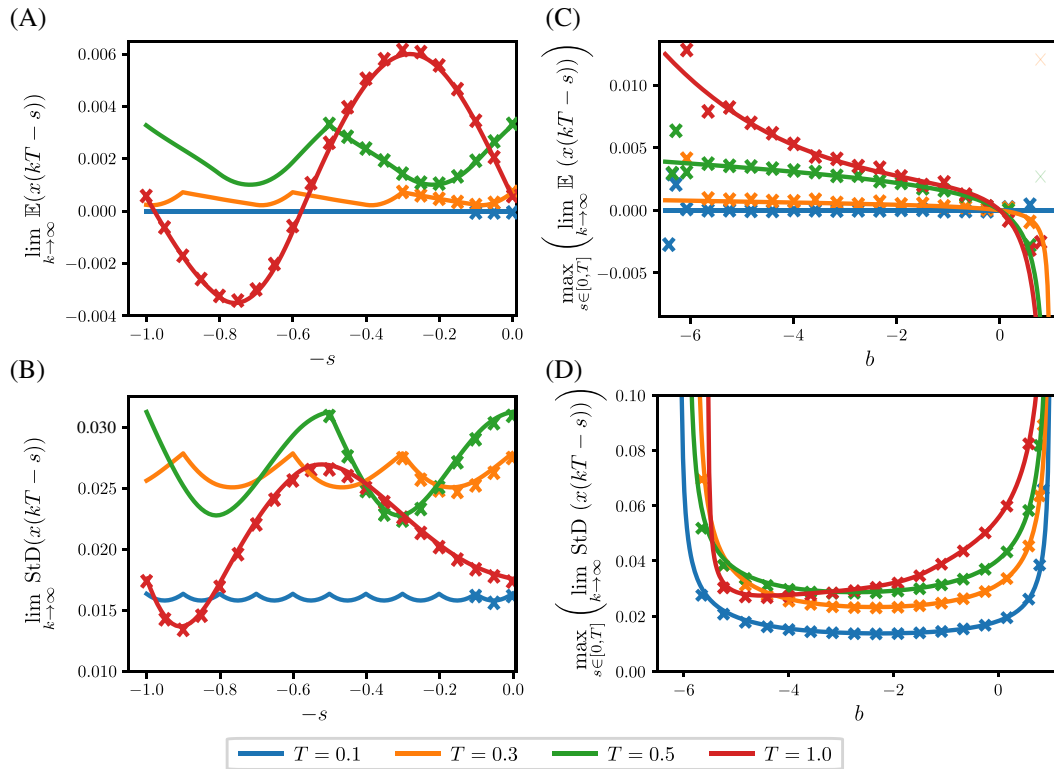 (A)
lim k→∞ 𝔼(x(kT − s))
0.006
0.004
0.002
0.000
−0.002
−0.004
−1.0 −0.8 −0.6 −0.4 −0.2 0.0
−s
(C)
max s∈[0,T] ( lim k→∞ 𝔼 (x(kT − s)) )
0.010
0.005
0.000
−0.005
−6 −4 −2 0
b
(B)
lim k→∞ StD(x(kT − s))
0.030
0.025
0.020
0.015
0.010
−1.0 −0.8 −0.6 −0.4 −0.2 0.0
−s
(D)
max s∈[0,T] ( lim k→∞ StD (x(kT − s)) )
0.10
0.08
0.06
0.04
0.02
0.00
−6 −4 −2 0
b
T = 0.1 T = 0.3 T = 0.5 T = 1.0